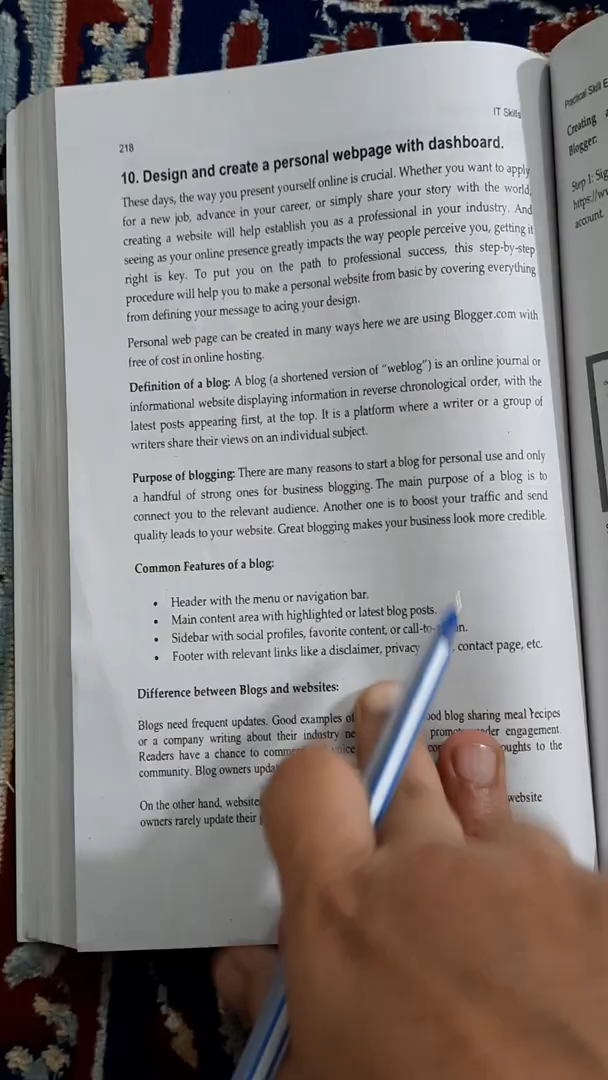 218
IT Skills
10. Design and create a personal webpage with dashboard.
These days, the way you present yourself online is crucial. Whether you want to apply
for a new job, advance in your career, or simply share your story with the world,
creating a website will help establish you as a professional in your industry. And
seeing as your online presence greatly impacts the way people perceive you, getting it
right is key. To put you on the path to professional success, this step-by-step
procedure will help you to make a personal website from basic by covering everything
from defining your message to acing your design.
Personal web page can be created in many ways here we are using Blogger.com with
free of cost in online hosting.
Definition of a blog: A blog (a shortened version of “weblog”) is an online journal or
informational website displaying information in reverse chronological order, with the
latest posts appearing first, at the top. It is a platform where a writer or a group of
writers share their views on an individual subject.
Purpose of blogging: There are many reasons to start a blog for personal use and only
a handful of strong ones for business blogging. The main purpose of a blog is to
connect you to the relevant audience. Another one is to boost your traffic and send
quality leads to your website. Great blogging makes your business look more credible.
Common Features of a blog:
• Header with the menu or navigation bar.
• Main content area with highlighted or latest blog posts.
• Sidebar with social profiles, favorite content, or call-to-
• Footer with relevant links like a disclaimer, privacy contact page, etc.
Difference between Blogs and websites:
Blogs need frequent updates. Good examples of blog sharing meal recipes
or a company writing about their industry engagement.
Readers have a chance to to the
community. Blog owners
On the other hand, website
owners rarely update their
Practical Skill
Creating
Blogger:
Step 1:
account.